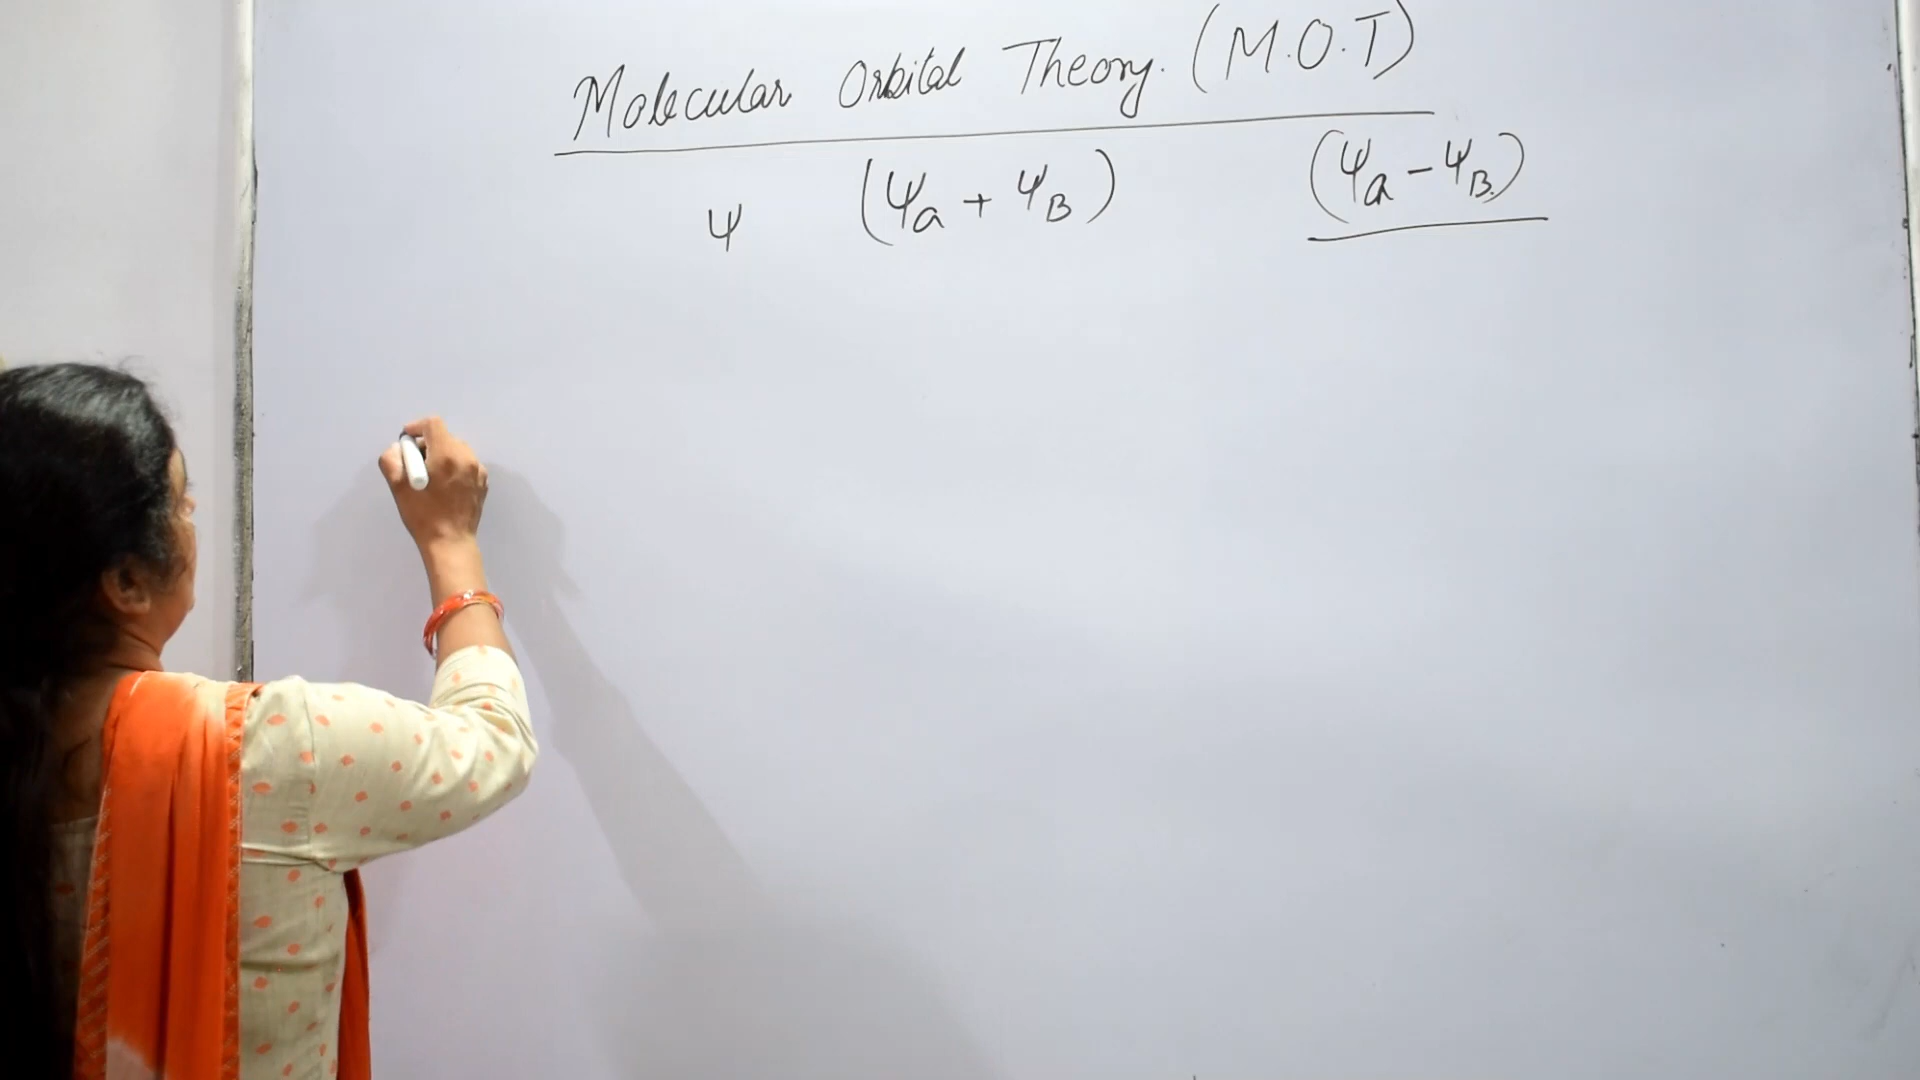 Molecular Orbital Theory. (M.O.T)
ψ (ψa + ψB) (ψa - ψB.)